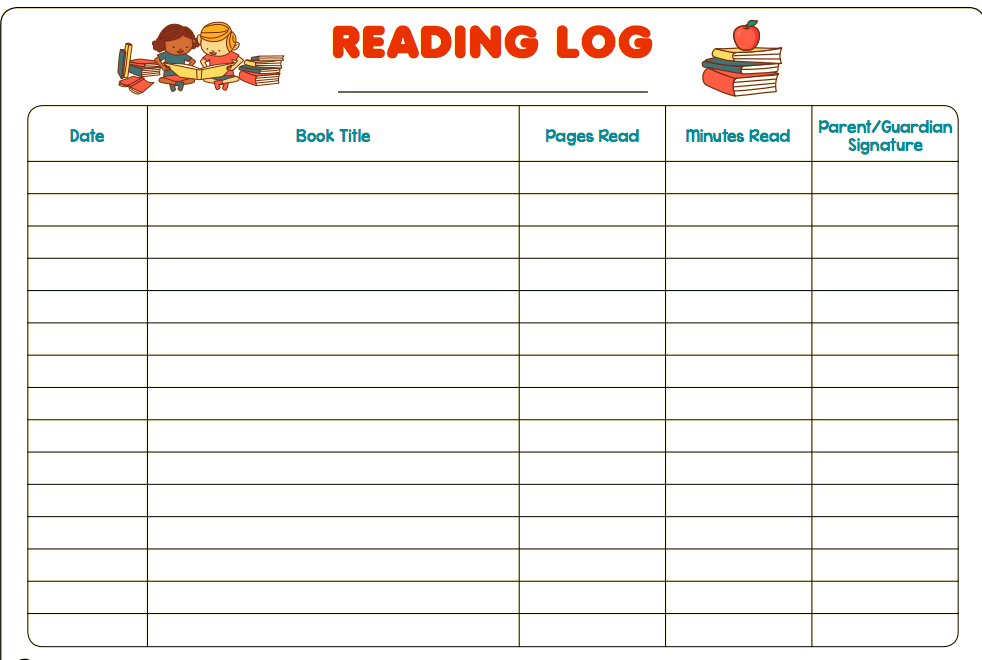 READING LOG
Date
Book Title
Pages Read
Minutes Read
Parent/Guardian
Signature